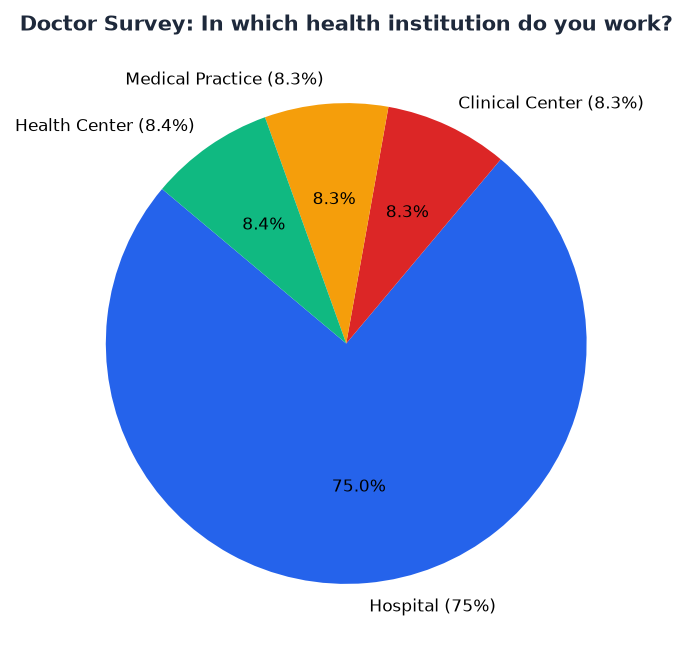 Doctor Survey: In which health institution do you work?
Medical Practice (8.3%)
Clinical Center (8.3%)
Health Center (8.4%)
8.3%
8.3%
8.4%
75.0%
Hospital (75%)